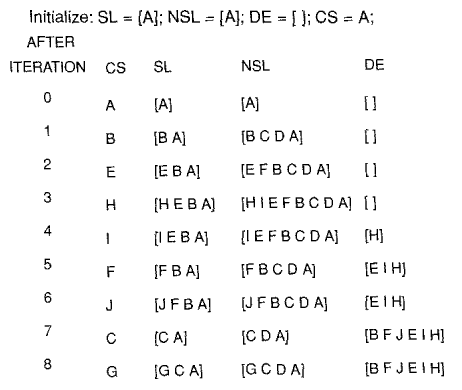 Initialize: SL = [A]; NSL = [A]; DE = [ ]; CS = A;
AFTER
ITERATION CS SL NSL DE
0 A [A] [A] [ ]
1 B [B A] [B C D A] [ ]
2 E [E B A] [E F B C D A] [ ]
3 H [H E B A] [H I E F B C D A] [ ]
4 I [I E B A] [I E F B C D A] [H]
5 F [F B A] [F B C D A] [E I H]
6 J [J F B A] [J F B C D A] [E I H]
7 C [C A] [C D A] [B F J E I H]
8 G [G C A] [G C D A] [B F J E I H]